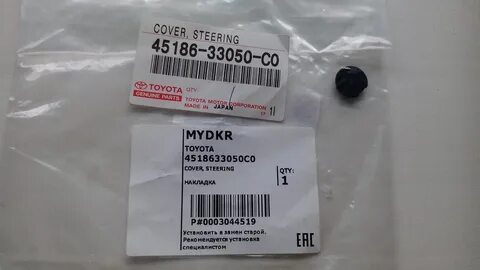 COVER, STEERING
45186-33050-C0
TOYOTA
GENUINE PARTS
QTY:
1
TOYOTA MOTOR CORPORATION
MADE IN JAPAN
MYDKR
TOYOTA
4518633050C0
COVER, STEERING
QTY:
1
НАКЛАДКА
P#0003044519
Установить в замен старой.
Рекомендуется установка
специалистом
EAC